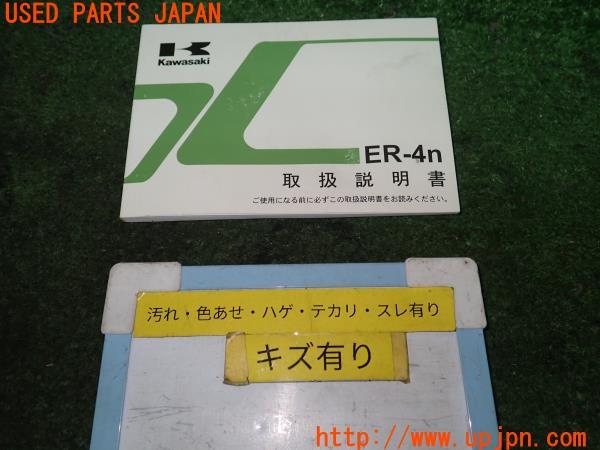 USED PARTS JAPAN
Kawasaki
ER-4n
取扱説明書
ご使用になる前に必ずこの取扱説明書をお読みください。
汚れ・色あせ・ハゲ・テカリ・スレ有り
キズ有り
http://www.upjpn.com